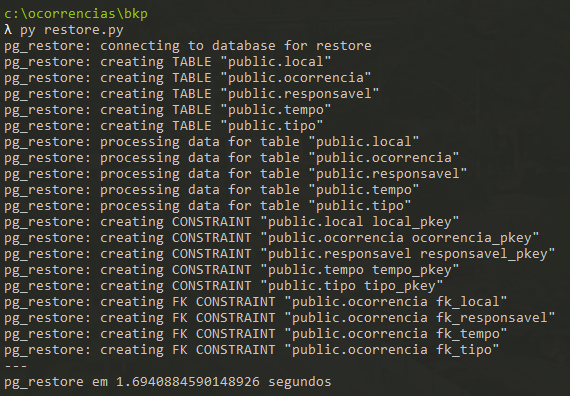 c:\ocorrencias\bkp
λ py restore.py
pg_restore: connecting to database for restore
pg_restore: creating TABLE "public.local"
pg_restore: creating TABLE "public.ocorrencia"
pg_restore: creating TABLE "public.responsavel"
pg_restore: creating TABLE "public.tempo"
pg_restore: creating TABLE "public.tipo"
pg_restore: processing data for table "public.local"
pg_restore: processing data for table "public.ocorrencia"
pg_restore: processing data for table "public.responsavel"
pg_restore: processing data for table "public.tempo"
pg_restore: processing data for table "public.tipo"
pg_restore: creating CONSTRAINT "public.local local_pkey"
pg_restore: creating CONSTRAINT "public.ocorrencia ocorrencia_pkey"
pg_restore: creating CONSTRAINT "public.responsavel responsavel_pkey"
pg_restore: creating CONSTRAINT "public.tempo tempo_pkey"
pg_restore: creating CONSTRAINT "public.tipo tipo_pkey"
pg_restore: creating FK CONSTRAINT "public.ocorrencia fk_local"
pg_restore: creating FK CONSTRAINT "public.ocorrencia fk_responsavel"
pg_restore: creating FK CONSTRAINT "public.ocorrencia fk_tempo"
pg_restore: creating FK CONSTRAINT "public.ocorrencia fk_tipo"
---
pg_restore em 1.6940884590148926 segundos